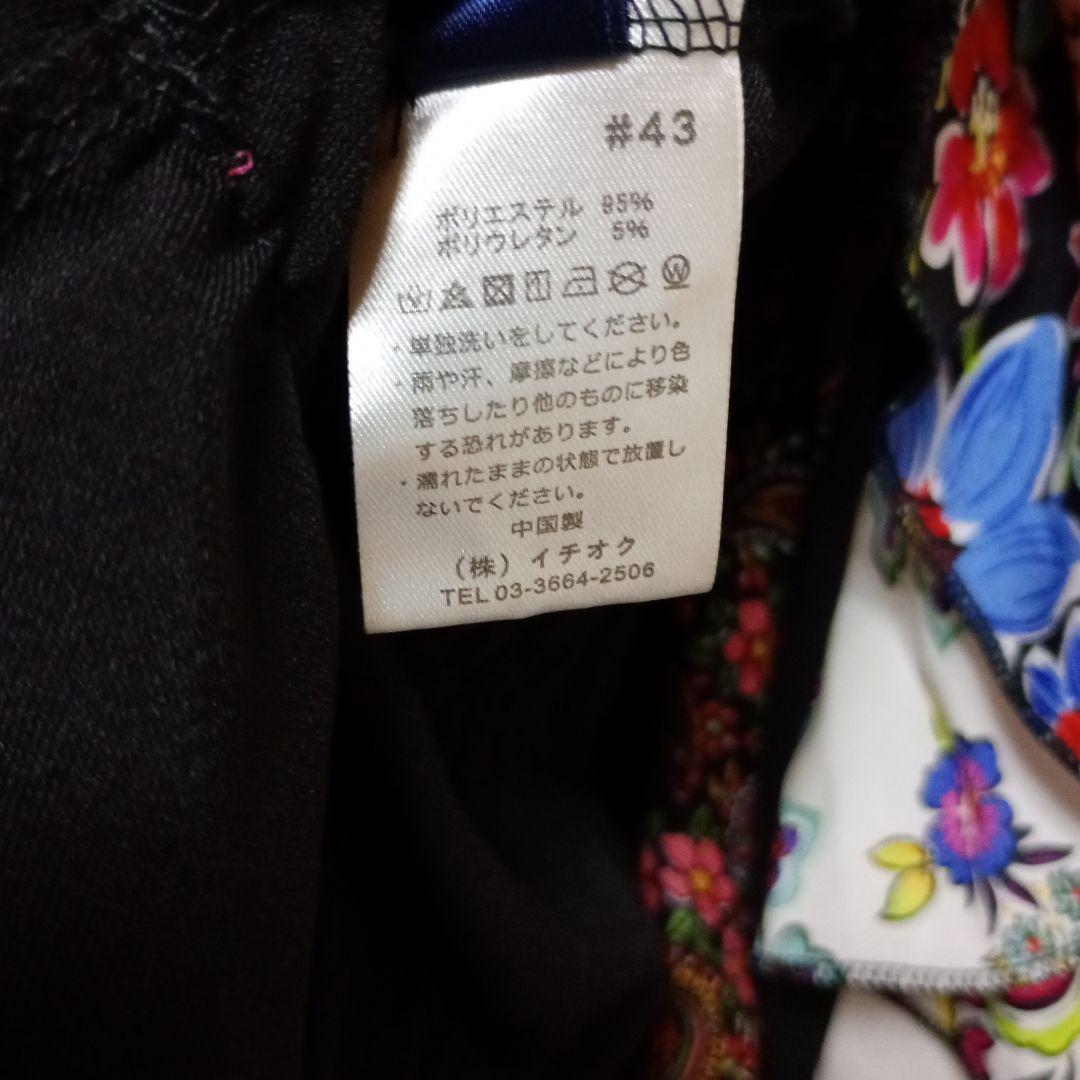 #43
ポリエステル 95%
ポリウレタン 5%
・単独洗いをしてください。
・雨や汗、摩擦などにより色
落ちしたり他のものに移染
する恐れがあります。
・濡れたままの状態で放置し
ないでください。
中国製
（株）イチオク
TEL 03-3664-2506